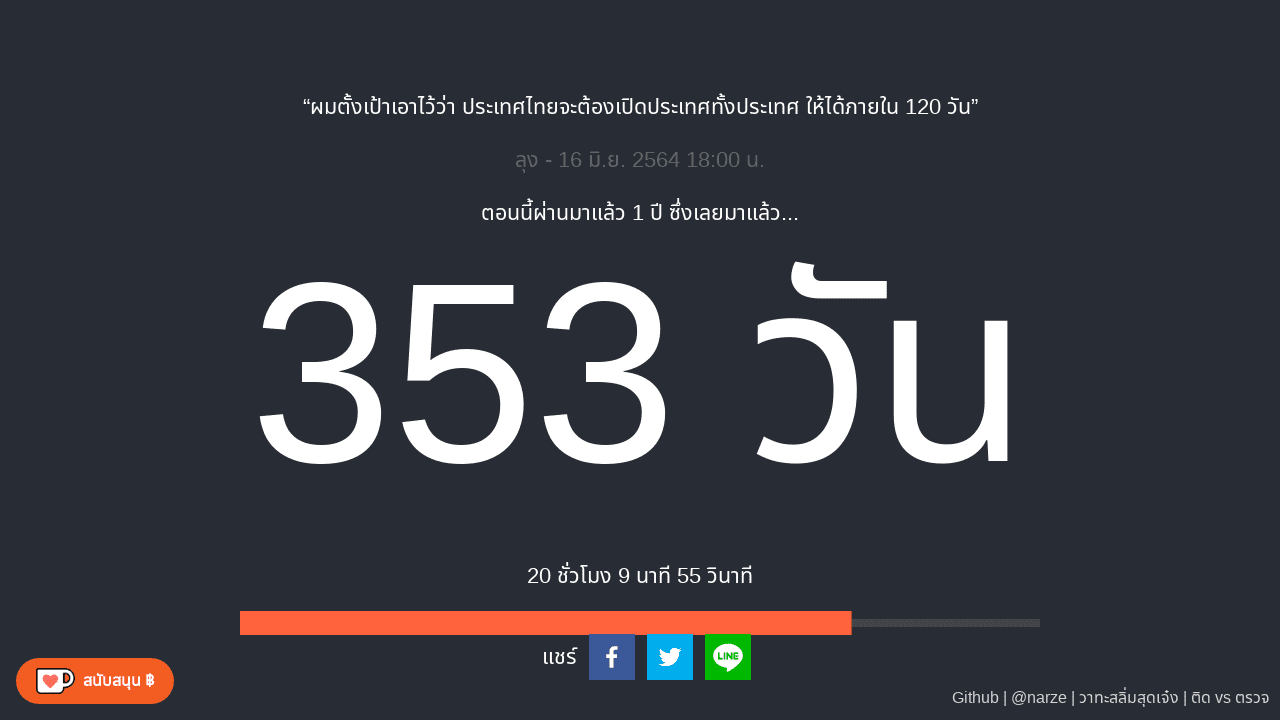 “ผมตั้งเป้าเอาไว้ว่า ประเทศไทยจะต้องเปิดประเทศทั้งประเทศ ให้ได้ภายใน 120 วัน”
ลุง - 16 มิ.ย. 2564 18:00 น.
ตอนนี้ผ่านมาแล้ว 1 ปี ซึ่งเลยมาแล้ว...
353 วัน
20 ชั่วโมง 9 นาที 55 วินาที
แชร์
LINE
สนับสนุน ฿
Github | @narze | วาทะสลิ่มสุดเจ๋ง | ติด vs ตรวจ